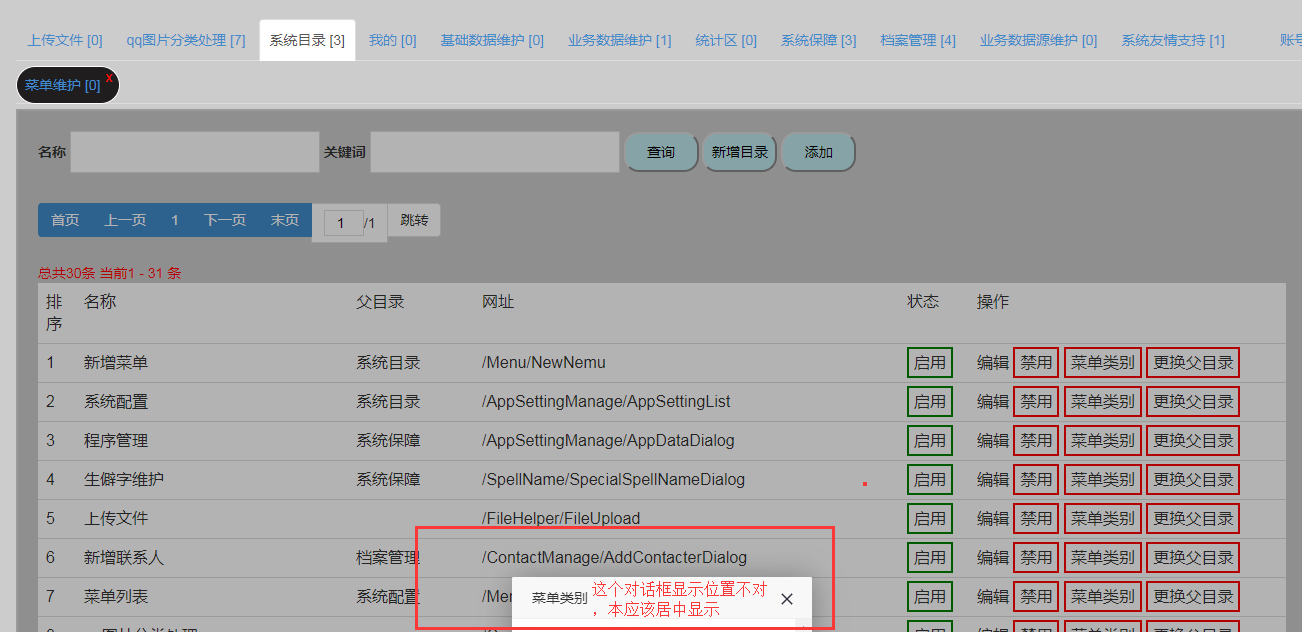 上传文件 [0] qq图片分类处理 [7] 系统目录 [3] 我的 [0] 基础数据维护 [0] 业务数据维护 [1] 统计区 [0] 系统保障 [3] 档案管理 [4] 业务数据源维护 [0] 系统友情支持 [1] 账号
菜单维护 [0] x
名称 关键词 查询 新增目录 添加
首页 上一页 1 下一页 末页 1 /1 跳转
总共30条 当前1 - 31 条
排序 名称 父目录 网址 状态 操作
1 新增菜单 系统目录 /Menu/NewNemu 启用 编辑 禁用 菜单类别 更换父目录
2 系统配置 系统目录 /AppSettingManage/AppSettingList 启用 编辑 禁用 菜单类别 更换父目录
3 程序管理 系统保障 /AppSettingManage/AppDataDialog 启用 编辑 禁用 菜单类别 更换父目录
4 生僻字维护 系统保障 /SpellName/SpecialSpellNameDialog 启用 编辑 禁用 菜单类别 更换父目录
5 上传文件 /FileHelper/FileUpload 启用 编辑 禁用 菜单类别 更换父目录
6 新增联系人 档案管理 /ContactManage/AddContacterDialog 启用 编辑 禁用 菜单类别 更换父目录
7 菜单列表 系统配置 /Men 启用 编辑 禁用 菜单类别 更换父目录
菜单类别 这个对话框显示位置不对
，本应该居中显示